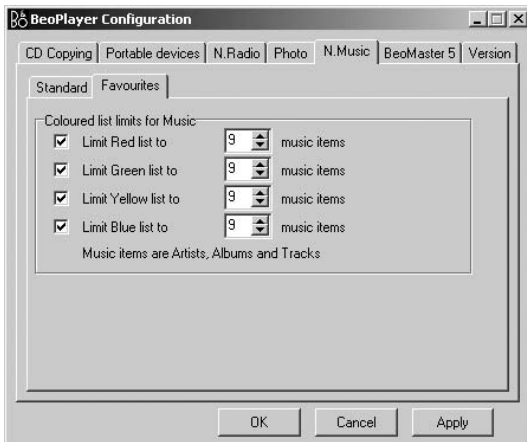 BeoPlayer Configuration
CD Copying Portable devices N.Radio Photo N.Music BeoMaster 5 Version
Standard Favourites
Coloured list limits for Music
Limit Red list to 9 music items
Limit Green list to 9 music items
Limit Yellow list to 9 music items
Limit Blue list to 9 music items
Music items are Artists, Albums and Tracks
OK Cancel Apply